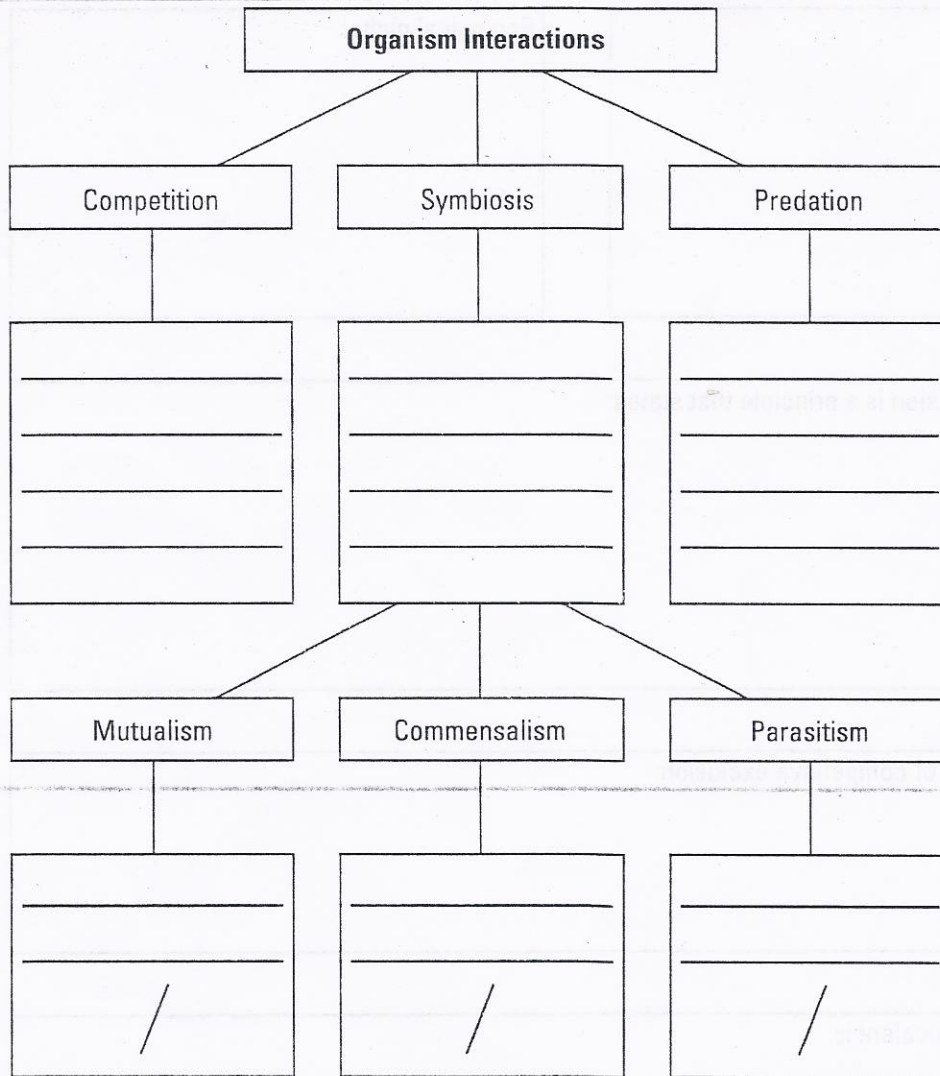 Organism Interactions
Competition
Symbiosis
Predation
Mutualism
Commensalism
Parasitism